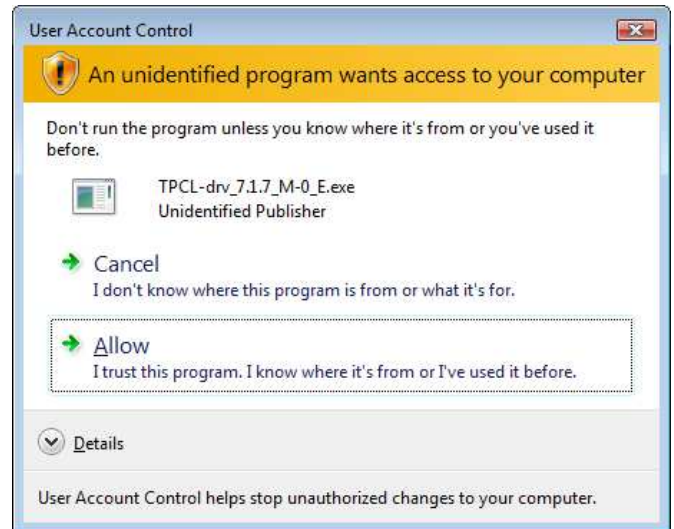 User Account Control
An unidentified program wants access to your computer
Don't run the program unless you know where it's from or you've used it
before.
TPCL-drv_7.1.7_M-0_E.exe
Unidentified Publisher
Cancel
I don't know where this program is from or what it's for.
Allow
I trust this program. I know where it's from or I've used it before.
Details
User Account Control helps stop unauthorized changes to your computer.